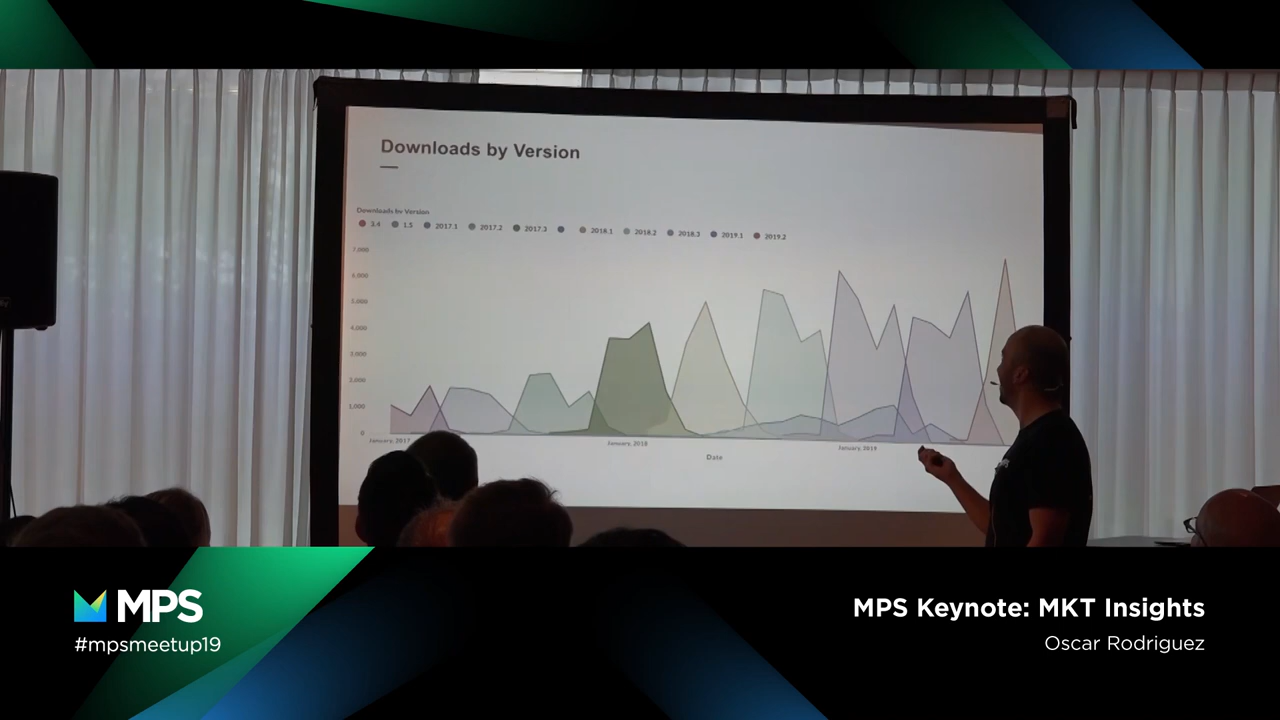 Downloads by Version
Downloads by Version
3.4 1.5 2017.1 2017.2 2017.3 2018.1 2018.2 2018.3 2019.1 2019.2
7,000
6,000
5,000
4,000
3,000
2,000
1,000
0
January, 2017 January, 2018 January, 2019
Date
MPS
#mpsmeetup19
MPS Keynote: MKT Insights
Oscar Rodriguez